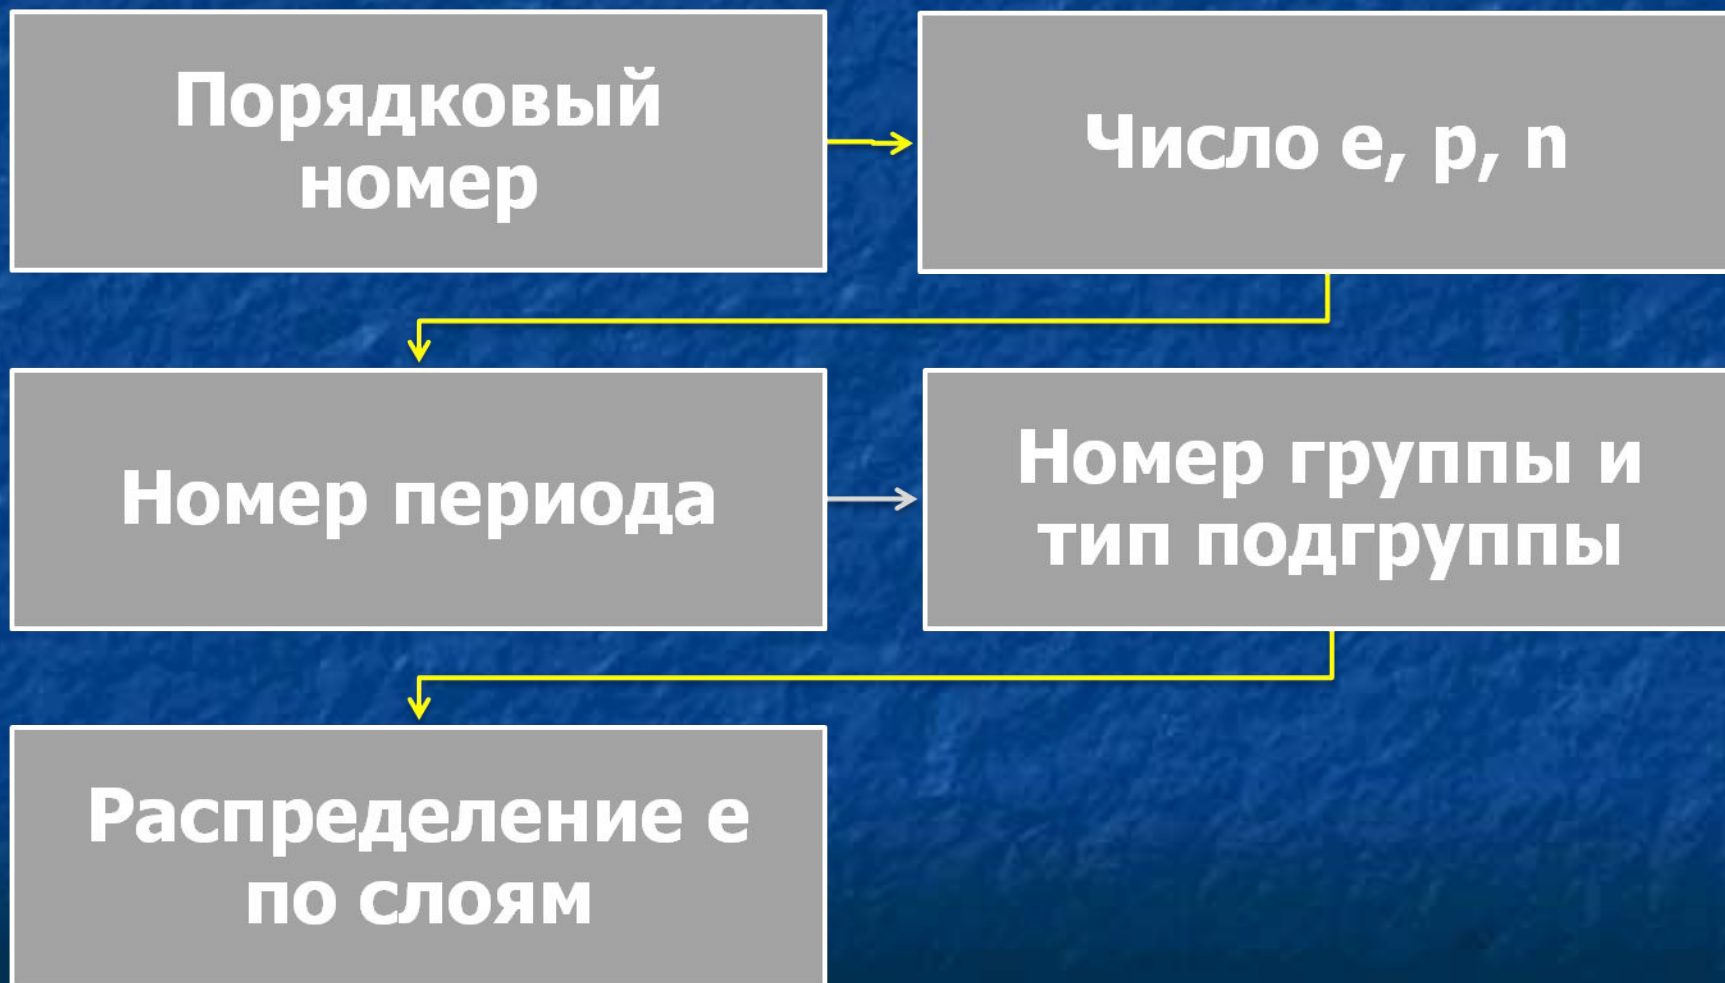 Порядковый
номер
Число e, p, n
Номер периода
Номер группы и
тип подгруппы
Распределение е
по слоям